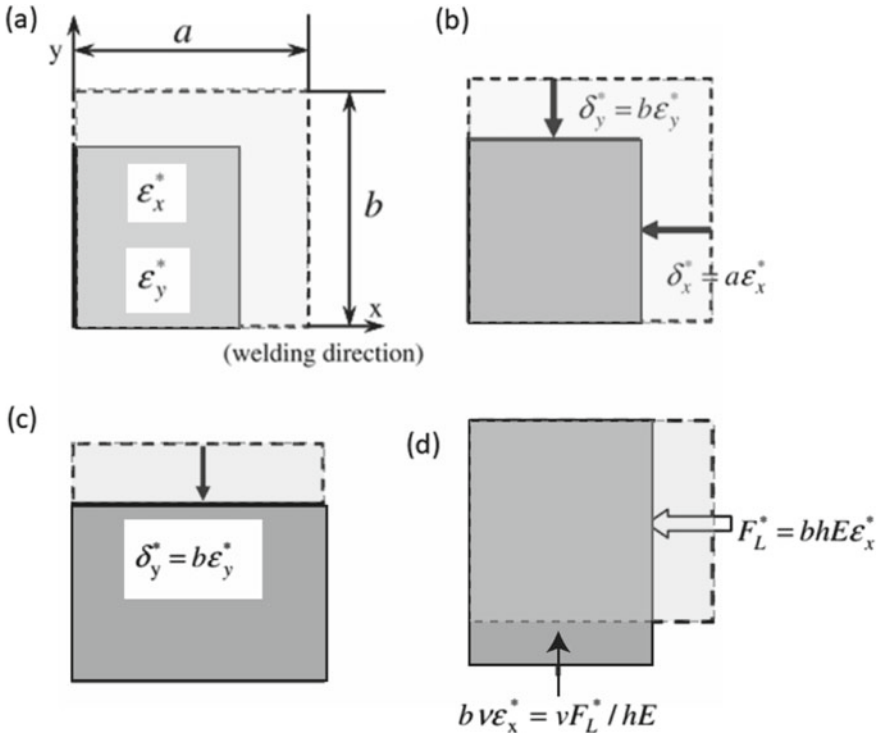 (a)
a
y
ε*x
ε*y
b
x
(welding direction)
(b)
δ*y = bε*y
δ*x = aε*x
(c)
δ*y = bε*y
(d)
F*L = bhEε*x
bνε*x = νF*L / hE